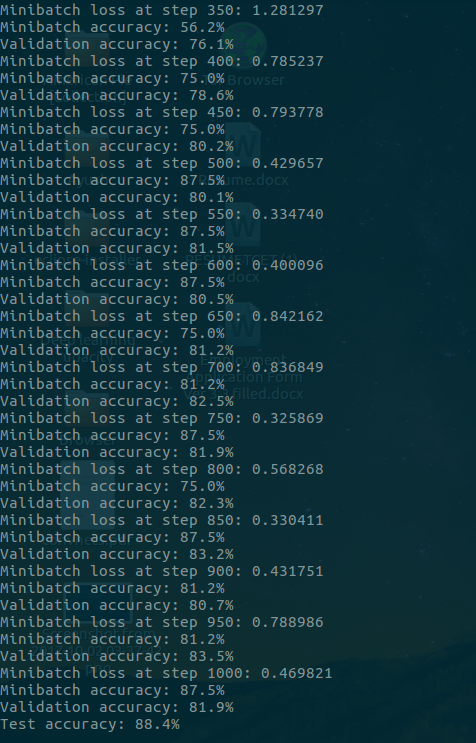 Minibatch loss at step 350: 1.281297
Minibatch accuracy: 56.2%
Validation accuracy: 76.1%
Minibatch loss at step 400: 0.785237
Minibatch accuracy: 75.0%
Validation accuracy: 78.6%
Minibatch loss at step 450: 0.793778
Minibatch accuracy: 75.0%
Validation accuracy: 80.2%
Minibatch loss at step 500: 0.429657
Minibatch accuracy: 87.5%
Validation accuracy: 80.1%
Minibatch loss at step 550: 0.334740
Minibatch accuracy: 87.5%
Validation accuracy: 81.5%
Minibatch loss at step 600: 0.400096
Minibatch accuracy: 87.5%
Validation accuracy: 80.5%
Minibatch loss at step 650: 0.842162
Minibatch accuracy: 75.0%
Validation accuracy: 81.2%
Minibatch loss at step 700: 0.836849
Minibatch accuracy: 81.2%
Validation accuracy: 82.5%
Minibatch loss at step 750: 0.325869
Minibatch accuracy: 87.5%
Validation accuracy: 81.9%
Minibatch loss at step 800: 0.568268
Minibatch accuracy: 75.0%
Validation accuracy: 82.3%
Minibatch loss at step 850: 0.330411
Minibatch accuracy: 87.5%
Validation accuracy: 83.2%
Minibatch loss at step 900: 0.431751
Minibatch accuracy: 81.2%
Validation accuracy: 80.7%
Minibatch loss at step 950: 0.788986
Minibatch accuracy: 81.2%
Validation accuracy: 83.5%
Minibatch loss at step 1000: 0.469821
Minibatch accuracy: 87.5%
Validation accuracy: 81.9%
Test accuracy: 88.4%